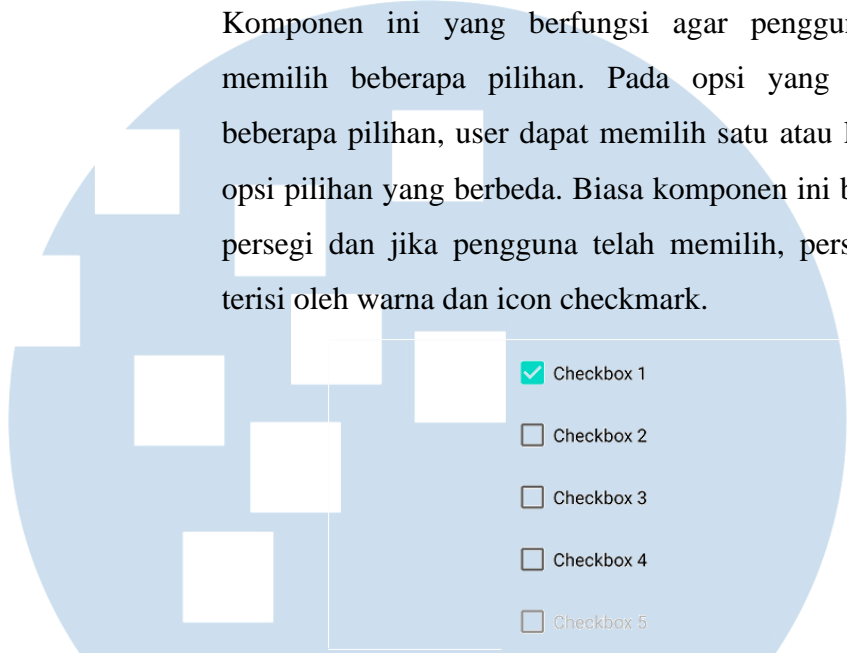 Komponen ini yang berfungsi agar
memilih beberapa pilihan. Pada opsi yang
beberapa pilihan, user dapat memilih satu atau
opsi pilihan yang berbeda. Biasa komponen ini
persegi dan jika pengguna telah memilih,
terisi oleh warna dan icon checkmark.
Checkbox 1
Checkbox 2
Checkbox 3
Checkbox 4
Checkbox 5